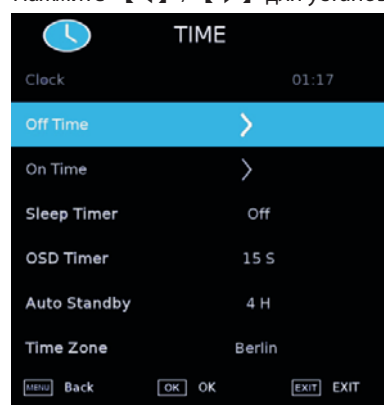 для
TIME
Clock 01:17
Off Time
On Time
Sleep Timer Off
OSD Timer 15 S
Auto Standby 4 H
Time Zone Berlin
MENU Back OK OK EXIT EXIT